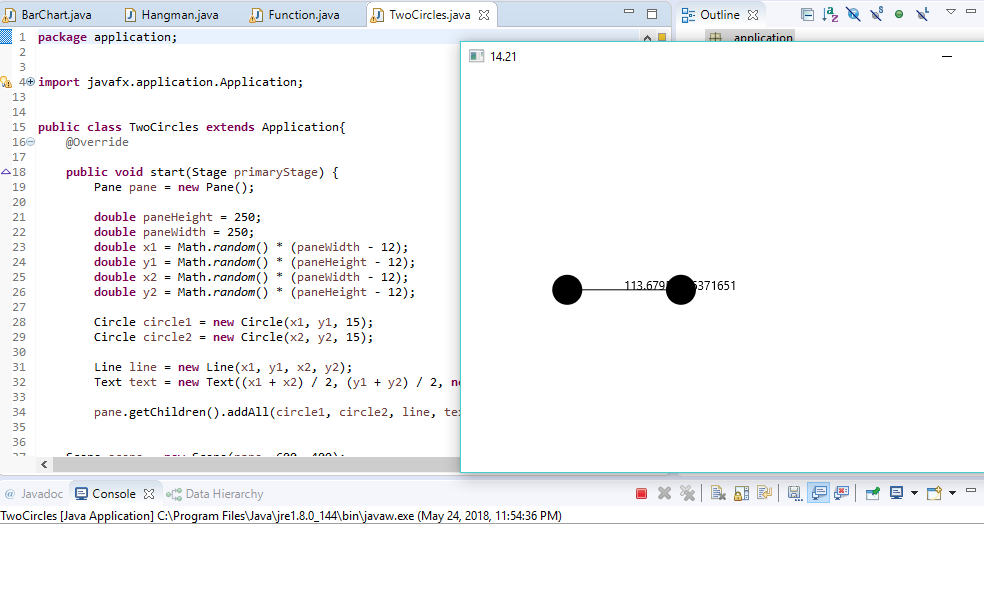 BarChart.java Hangman.java Function.java TwoCircles.java Outline
1 package application; application
2 14.21
3
4 import javafx.application.Application;
13
14
15 public class TwoCircles extends Application{
16 @Override
17
18 public void start(Stage primaryStage) {
19 Pane pane = new Pane();
20
21 double paneHeight = 250;
22 double paneWidth = 250;
23 double x1 = Math.random() * (paneWidth - 12);
24 double y1 = Math.random() * (paneHeight - 12);
25 double x2 = Math.random() * (paneWidth - 12);
26 double y2 = Math.random() * (paneHeight - 12);
27
28 Circle circle1 = new Circle(x1, y1, 15);
29 Circle circle2 = new Circle(x2, y2, 15);
30
31 Line line = new Line(x1, y1, x2, y2);
32 Text text = new Text((x1 + x2) / 2, (y1 + y2) / 2, ne
33
34 pane.getChildren().addAll(circle1, circle2, line, te
35
36
113.679 6371651
@ Javadoc Console Data Hierarchy
TwoCircles [Java Application] C:\Program Files\Java\jre1.8.0_144\bin\javaw.exe (May 24, 2018, 11:54:36 PM)